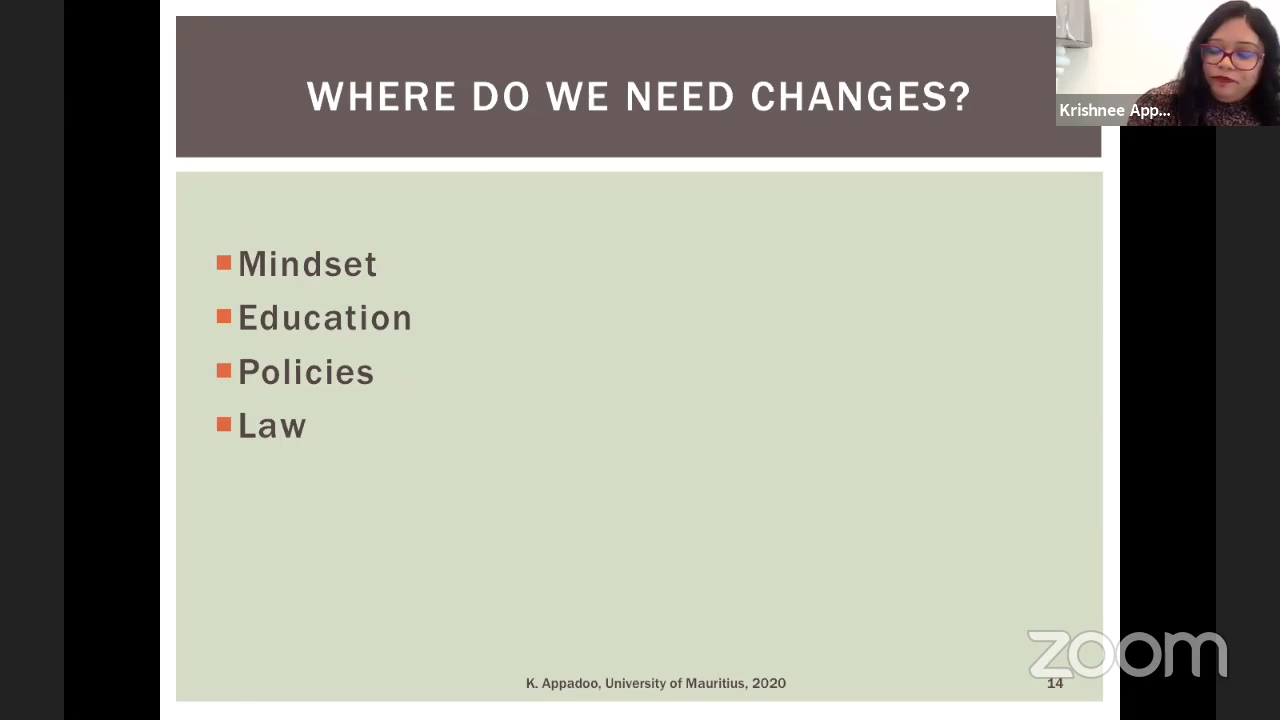 WHERE DO WE NEED CHANGES?
Krishnee App...
Mindset
Education
Policies
Law
K. Appadoo, University of Mauritius, 2020
14
zoom